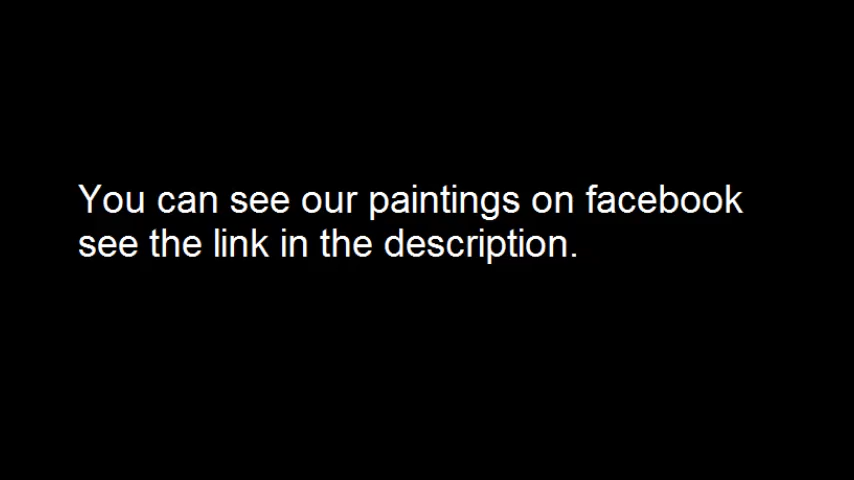 You can see our paintings on facebook
see the link in the description.